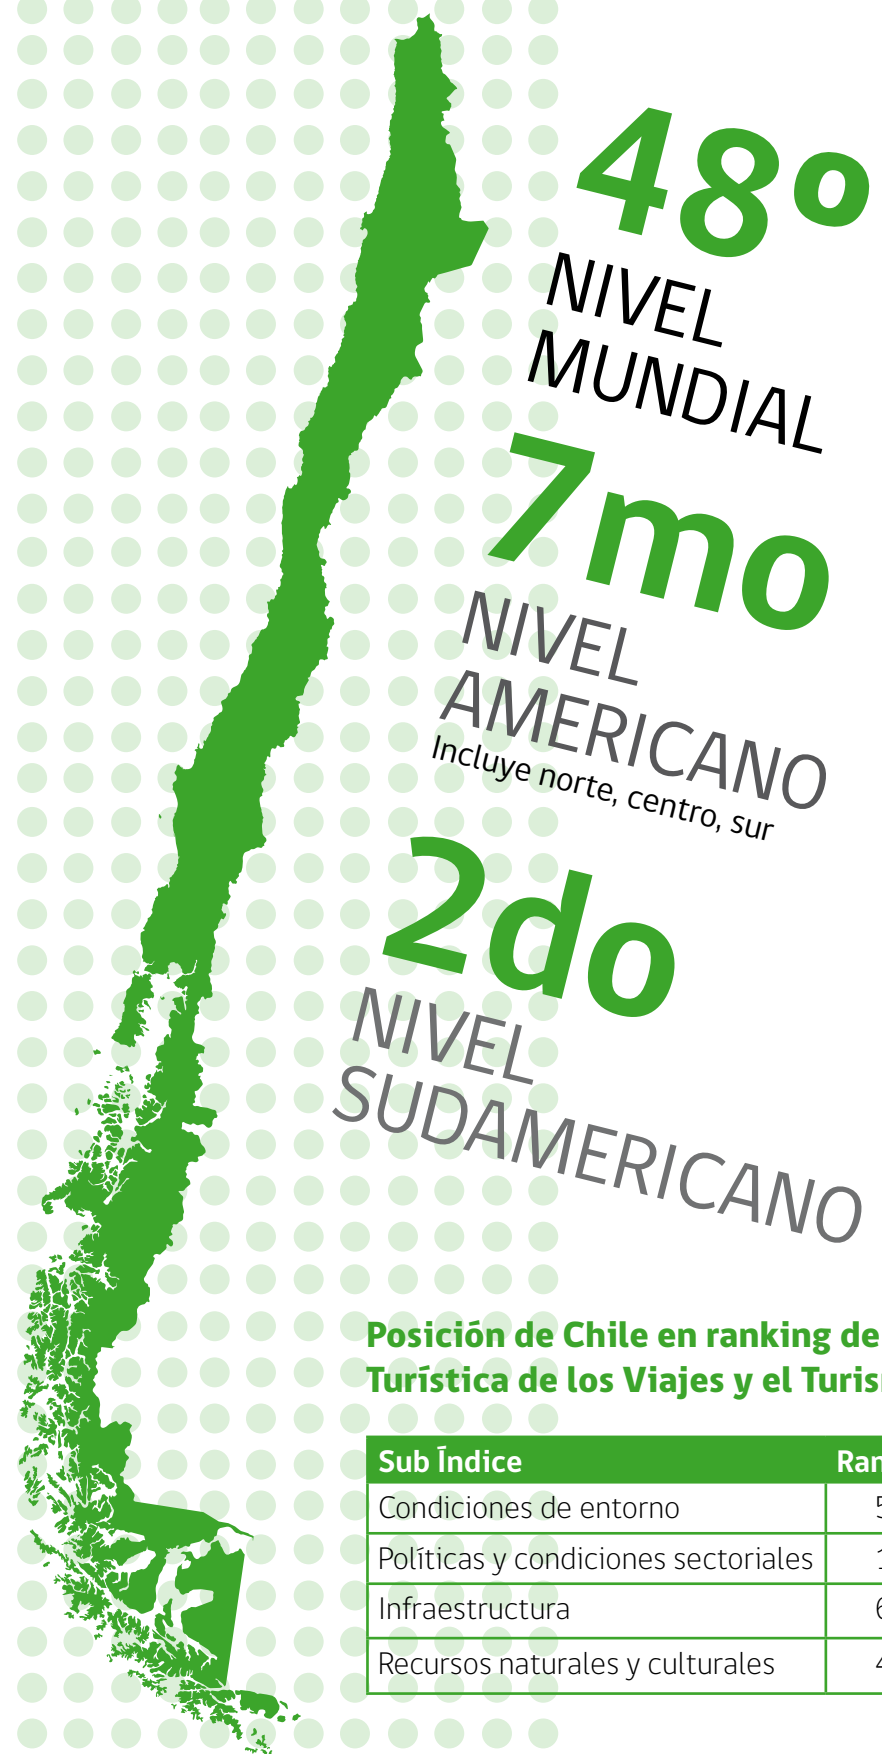 48º
NIVEL
MUNDIAL
7mo
NIVEL
AMERICANO
Incluye norte, centro, sur
2do
NIVEL
SUDAMERICANO
Posición de Chile en ranking de
Turística de los Viajes y el
Sub Índice
Condiciones de entorno
Políticas y condiciones sectoriales
Infraestructura
Recursos naturales y culturales